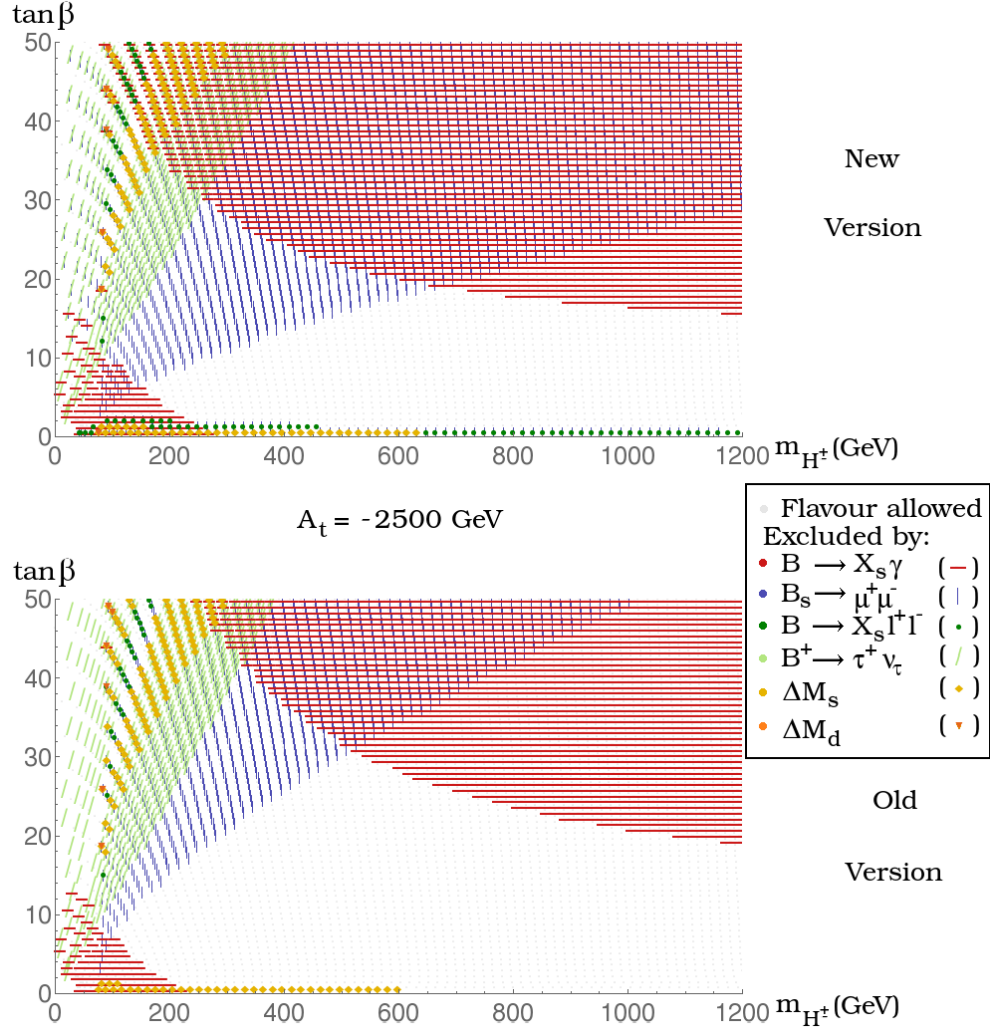 tanβ
50
40
30
20
10
0
0 200 400 600 800 1000 1200 m_H± (GeV)
New
Version
A_t = -2500 GeV
Flavour allowed
Excluded by:
B → X_s γ (—)
B_s → μ⁺μ⁻ (|)
B → X_s l⁺l⁻ (•)
B⁺ → τ⁺ ν_τ (/)
ΔM_s (◆)
ΔM_d (▼)
tanβ
50
40
30
20
10
0
0 200 400 600 800 1000 1200 m_H± (GeV)
Old
Version